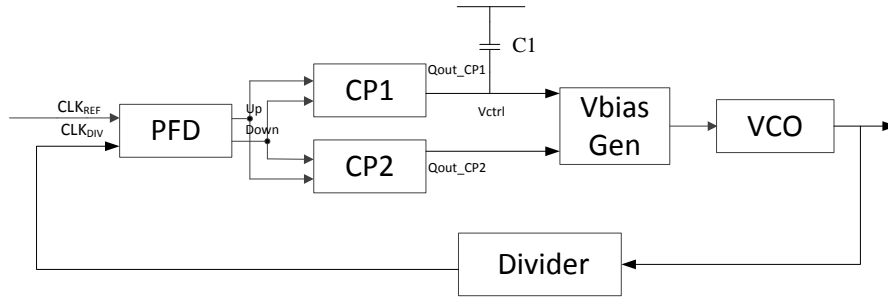 C1
Qout_CP1
CP1
CLKREF
Up
Vctrl
Vbias
Gen
CLKDIV
PFD
Down
VCO
CP2
Qout_CP2
Divider